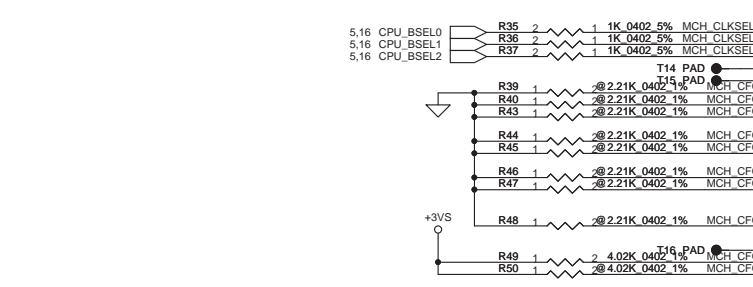 5,16 CPU_BSEL0 R35 2 1 1K_0402_5% MCH_CLKSEL
5,16 CPU_BSEL1 R36 2 1 1K_0402_5% MCH_CLKSEL
5,16 CPU_BSEL2 R37 2 1 1K_0402_5% MCH_CLKSEL
T14 PAD
T15 PAD
R39 1 2 @2.21K_0402_1% MCH_CF
R40 1 2 @2.21K_0402_1% MCH_CF
R43 1 2 @2.21K_0402_1% MCH_CF
R44 1 2 @2.21K_0402_1% MCH_CF
R45 1 2 @2.21K_0402_1% MCH_CF
R46 1 2 @2.21K_0402_1% MCH_CF
R47 1 2 @2.21K_0402_1% MCH_CF
+3VS
R48 1 2 @2.21K_0402_1% MCH_CF
T16 PAD
R49 1 2 4.02K_0402_1% MCH_CF
R50 1 2 @4.02K_0402_1% MCH_CF